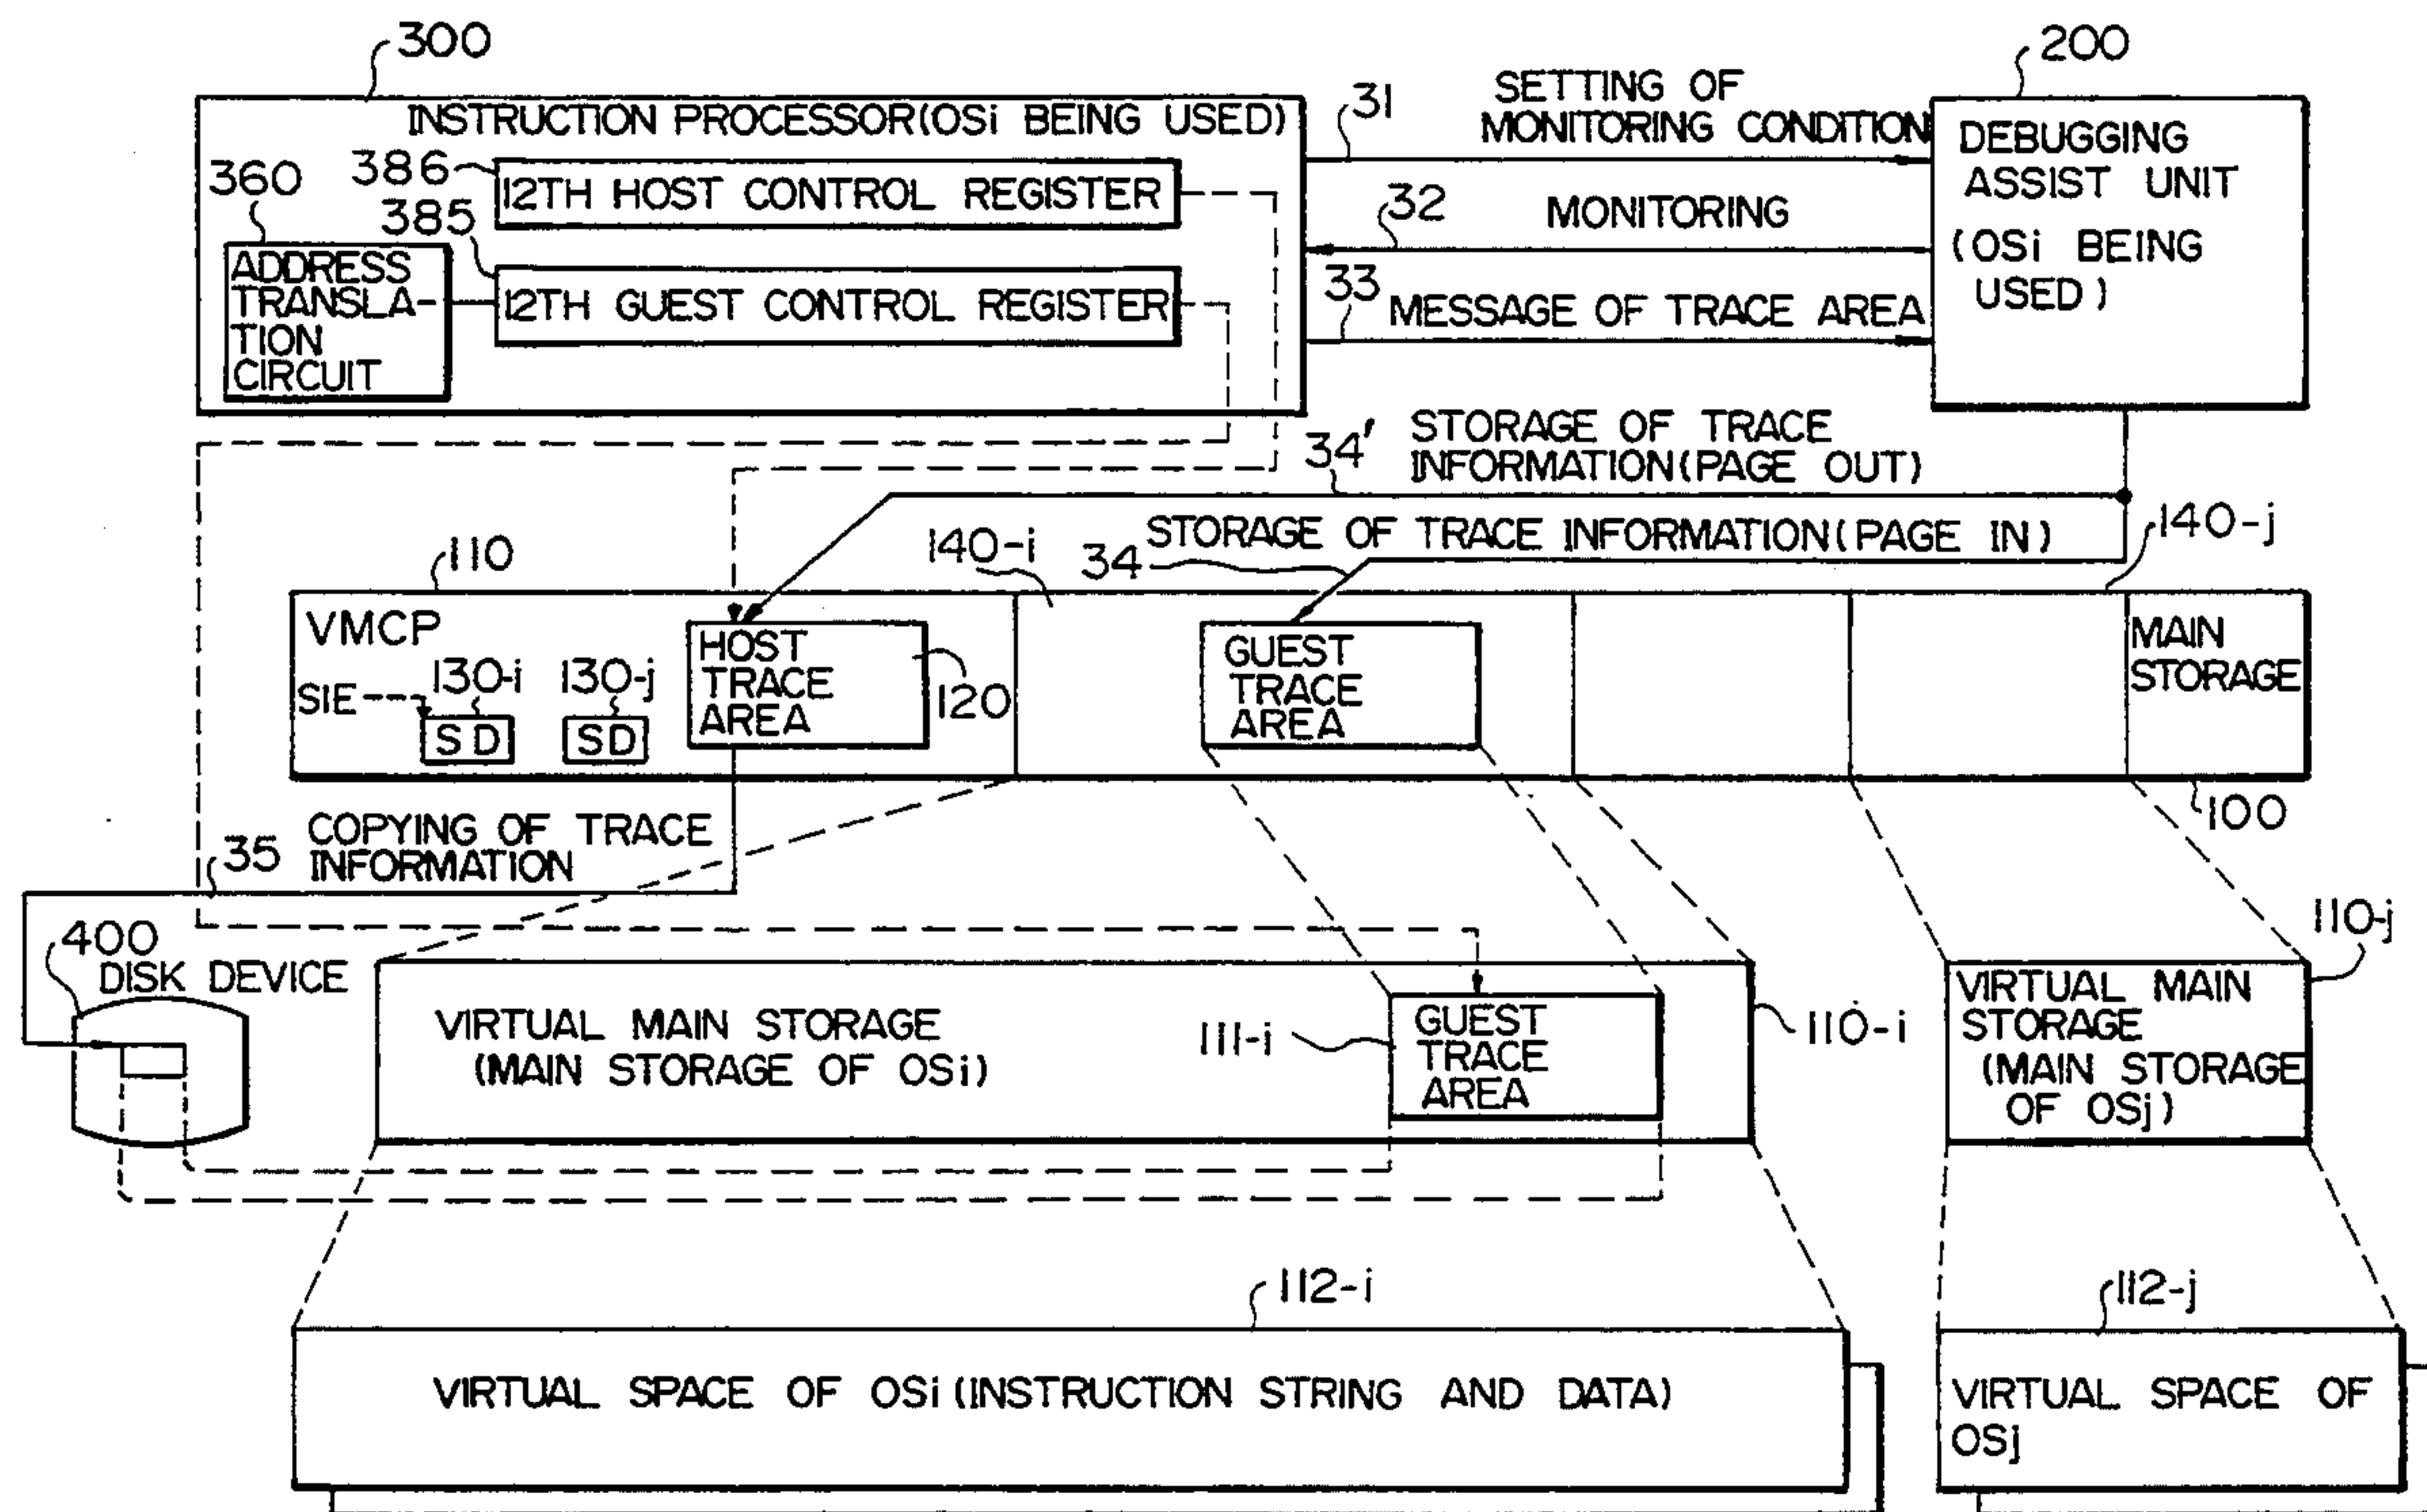 300
200
INSTRUCTION PROCESSOR(OSi BEING USED)
31
SETTING OF
MONITORING CONDITION
DEBUGGING
ASSIST UNIT
(OSi BEING
USED)
386
12TH HOST CONTROL REGISTER
360
32
MONITORING
385
ADDRESS
TRANSLA-
TION
CIRCUIT
12TH GUEST CONTROL REGISTER
33
MESSAGE OF TRACE AREA
34'
STORAGE OF TRACE
INFORMATION(PAGE OUT)
STORAGE OF TRACE INFORMATION(PAGE IN)
140-j
110
140-i
34
VMCP
HOST
TRACE
AREA
GUEST
TRACE
AREA
MAIN
STORAGE
SIE
130-i
130-j
120
SD
SD
100
35
COPYING OF TRACE
INFORMATION
400
DISK DEVICE
110-j
VIRTUAL MAIN STORAGE
(MAIN STORAGE OF OSi)
111-i
GUEST
TRACE
AREA
110-i
VIRTUAL MAIN
STORAGE
(MAIN STORAGE
OF OSj)
112-i
112-j
VIRTUAL SPACE OF OSi(INSTRUCTION STRING AND DATA)
VIRTUAL SPACE OF
OSj